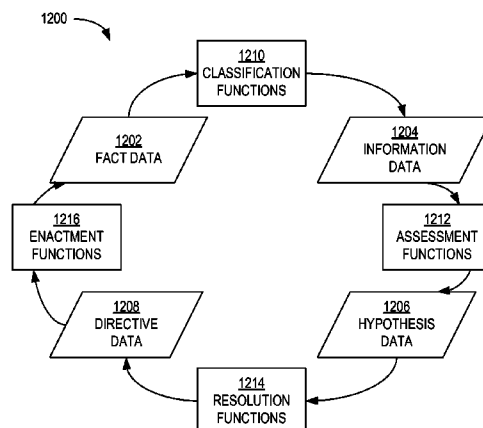 1200
1210
CLASSIFICATION
FUNCTIONS
1202
FACT DATA
1204
INFORMATION
DATA
1216
ENACTMENT
FUNCTIONS
1212
ASSESSMENT
FUNCTIONS
1208
DIRECTIVE
DATA
1206
HYPOTHESIS
DATA
1214
RESOLUTION
FUNCTIONS